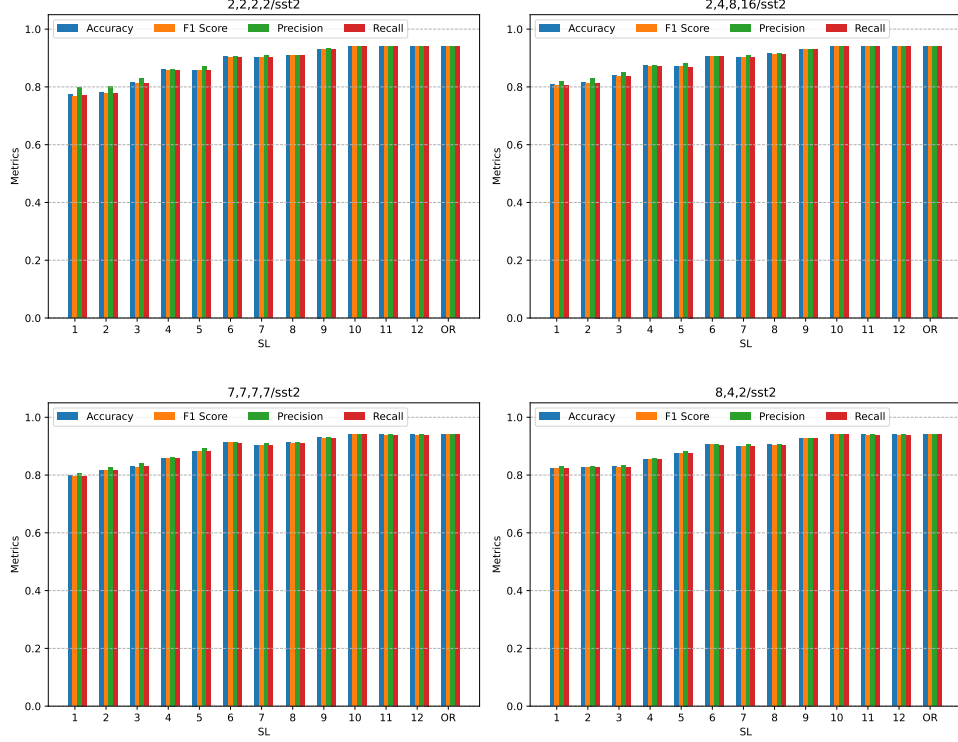 2,2,2,2/sst2
Accuracy F1 Score Precision Recall
1.0
0.8
0.6
0.4
0.2
0.0
Metrics
1 2 3 4 5 6 7 8 9 10 11 12 OR
SL
2,4,8,16/sst2
Accuracy F1 Score Precision Recall
1.0
0.8
0.6
0.4
0.2
0.0
Metrics
1 2 3 4 5 6 7 8 9 10 11 12 OR
SL
7,7,7,7/sst2
Accuracy F1 Score Precision Recall
1.0
0.8
0.6
0.4
0.2
0.0
Metrics
1 2 3 4 5 6 7 8 9 10 11 12 OR
SL
8,4,2/sst2
Accuracy F1 Score Precision Recall
1.0
0.8
0.6
0.4
0.2
0.0
Metrics
1 2 3 4 5 6 7 8 9 10 11 12 OR
SL